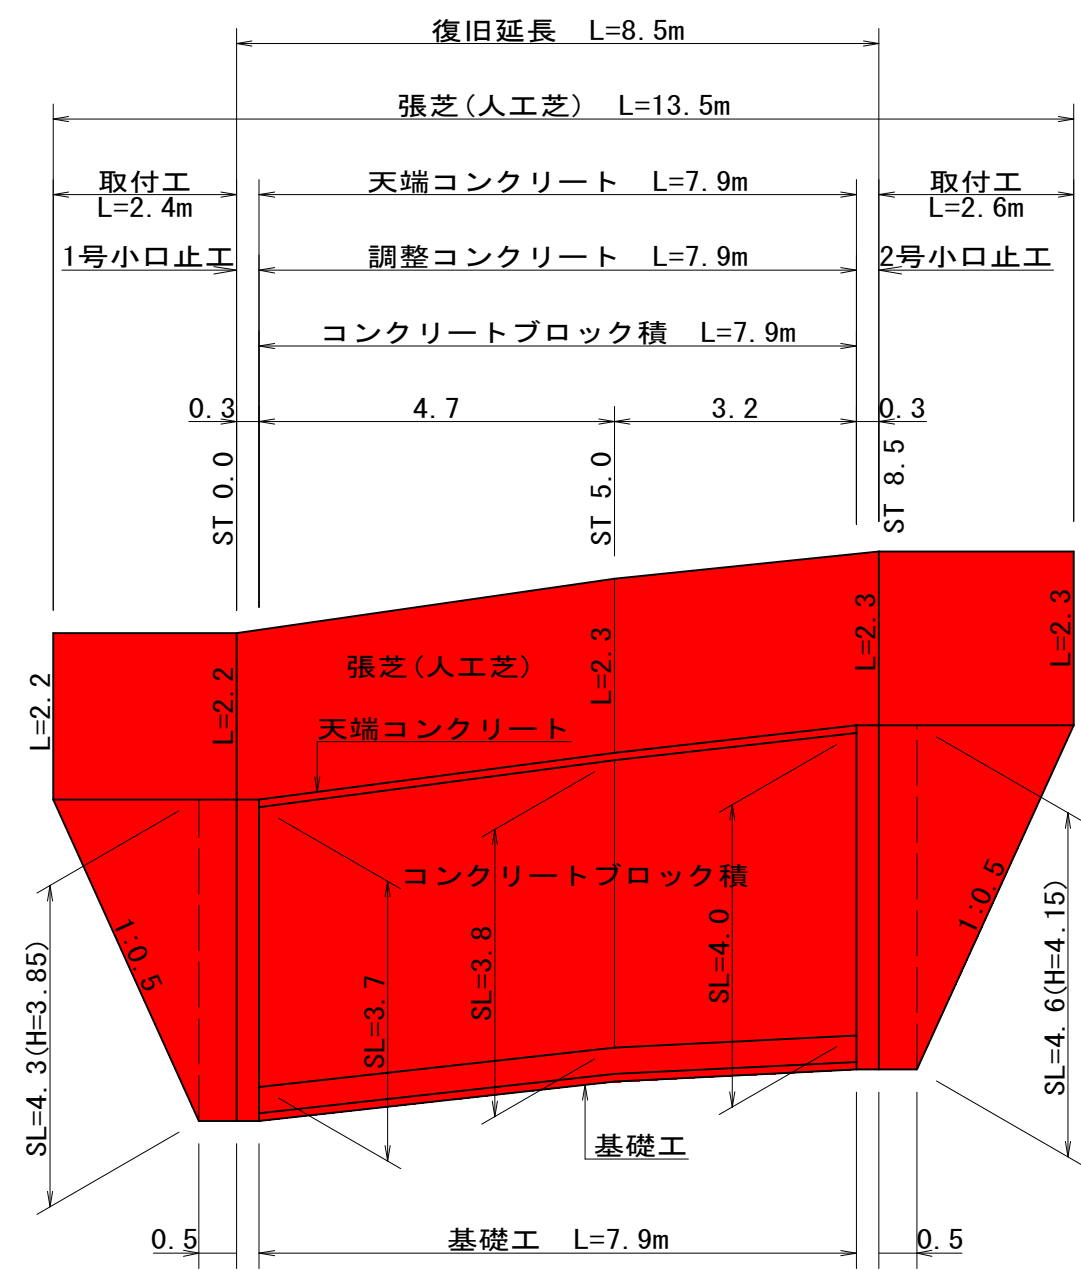 復旧延長 L=8.5m
張芝(人工芝) L=13.5m
取付工
L=2.4m
天端コンクリート L=7.9m
取付工
L=2.6m
1号小口止工
調整コンクリート L=7.9m
2号小口止工
コンクリートブロック積 L=7.9m
0.3
4.7
3.2
0.3
ST 0.0
ST 5.0
ST 8.5
L=2.2
L=2.2
張芝(人工芝)
L=2.3
L=2.3
L=2.3
天端コンクリート
コンクリートブロック積
1:0.5
1:0.5
SL=4.3(H=3.85)
SL=3.7
SL=3.8
SL=4.0
SL=4.6(H=4.15)
基礎工
0.5
基礎工 L=7.9m
0.5